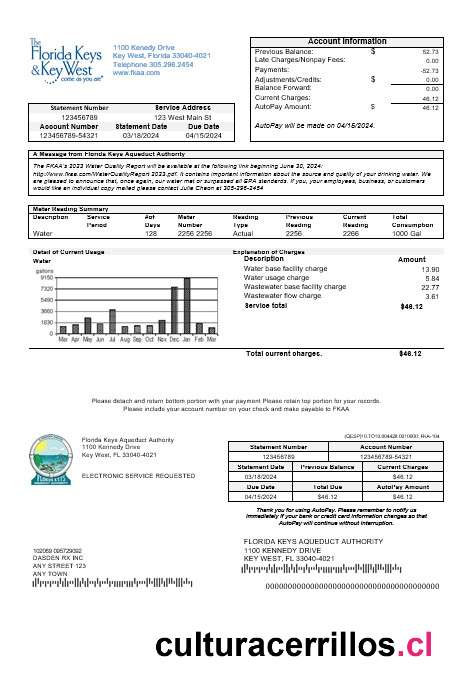 The
Florida Keys
& Key West
come as you are
1100 Kenedy Drive
Key West, Florida 33040-4021
Telephone 305.296.2454
www.fkaa.com
Account Information
Previous Balance: $ 52.73
Late Charges/Nonpay Fees: 0.00
Payments: -52.73
Adjustments/Credits: $ 0.00
Balance Forward: 0.00
Current Charges: 46.12
AutoPay Amount: $ 46.12
AutoPay will be made on 04/15/2024.
Statement Number Service Address
123456789 123 West Main St
Account Number Statement Date Due Date
123456789-54321 03/18/2024 04/15/2024
A Message from Florida Keys Aqueduct Authority
The FKAA's 2023 Water Quality Report will be available at the following link beginning June 30, 2024:
http://www.fkaa.com/WaterQualityReport 2023.pdf. It contains important information about the source and quality of your drinking water. We
are pleased to announce that, once again, our water met or surpassed all EPA standards. If you, your employees, business, or customers
would like an individual copy mailed please contact Julie Cheon at 305-296-2454
Meter Reading Summary
Description Service #of Meter Reading Previous Current Total
Period Days Number Type Reading Reading Consumption
Water 128 2256 2256 Actual 2256 2266 1000 Gal
Detail of Current Usage
Water
gallons
9150
7320
5490
3660
1830
0
Mar Apr May Jun Jul Aug Sep Oct Nov Dec Jan Feb Mar
Explanation of Charges
Description Amount
Water base facility charge 13.90
Water usage charge 5.84
Wastewater base facility charge 22.77
Wastewater flow charge 3.61
Service total $46.12
Total current charges. $46.12
Please detach and return bottom portion with your payment Please retain top portion for your records.
Please include your account number on your check and make payable to FKAA
Florida Keys Aqueduct Authority
1100 Kennedy Drive
Key West, FL 33040-4021
ELECTRONIC SERVICE REQUESTED
Statement Number Account Number
123456789 123456789-54321
Statement Date Previous Balance Current Charges
03/18/2024 $46.12
Due Date Total Due AutoPay Amount
04/15/2024 $46.12 $46.12
Thank you for using AutoPay. Please remember to notify us
immediately if your bank or credit card information changes so that
AutoPay will continue without interruption.
102069 095729092
DASDEN RX INC
ANY STREET 123
ANY TOWN
FLORIDA KEYS AQUEDUCT AUTHORITY
1100 KENNEDY DRIVE
KEY WEST, FL 33040-4021
culturacerrillos.cl